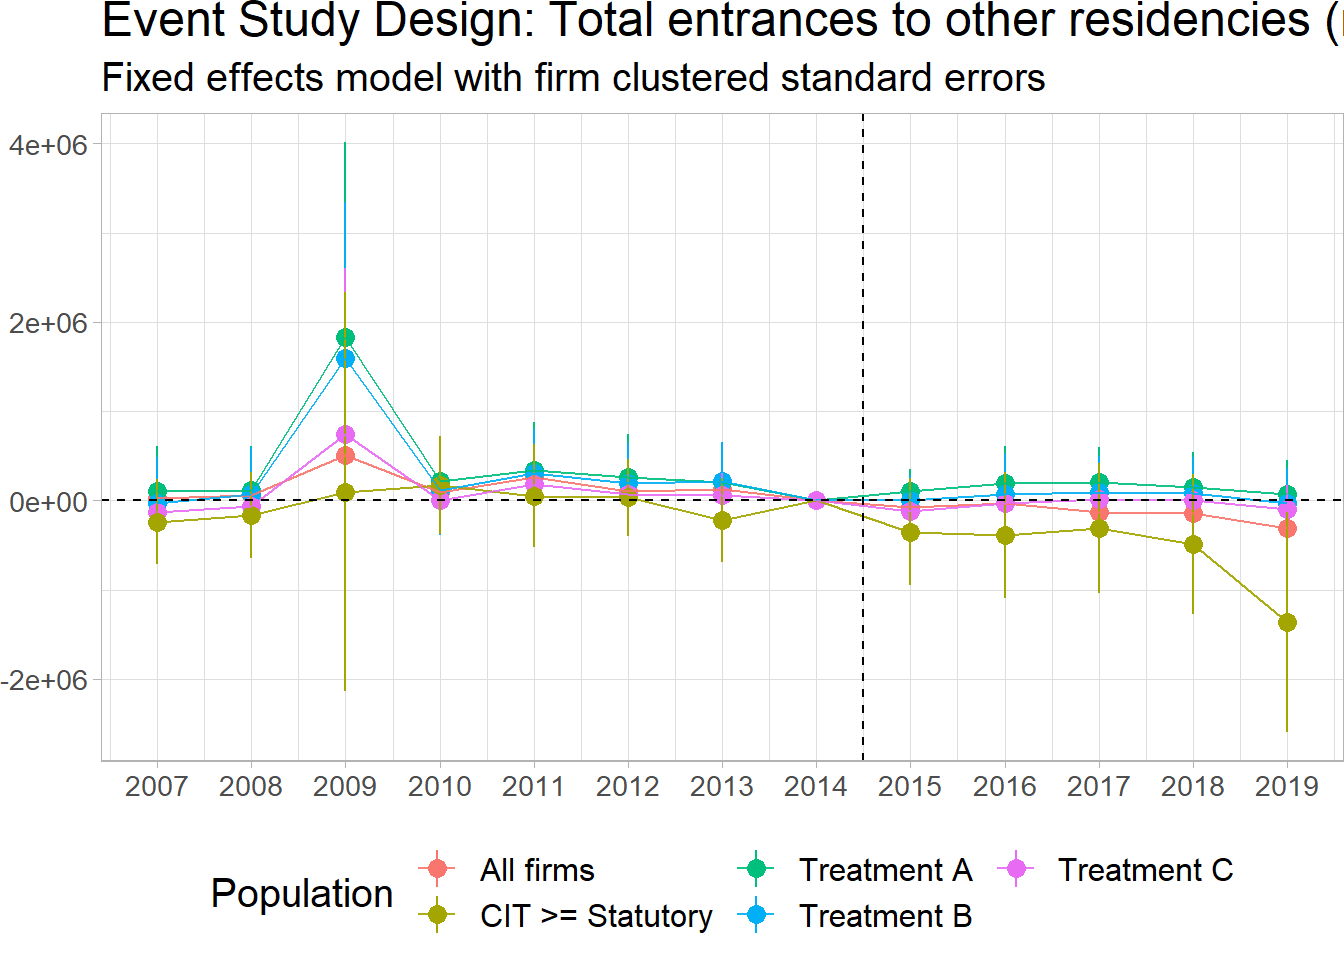 Event Study Design: Total entrances to other residencies (
Fixed effects model with firm clustered standard errors
4e+06
2e+06
0e+00
-2e+06
2007 2008 2009 2010 2011 2012 2013 2014 2015 2016 2017 2018 2019
Population
All firms
Treatment A
Treatment C
CIT >= Statutory
Treatment B